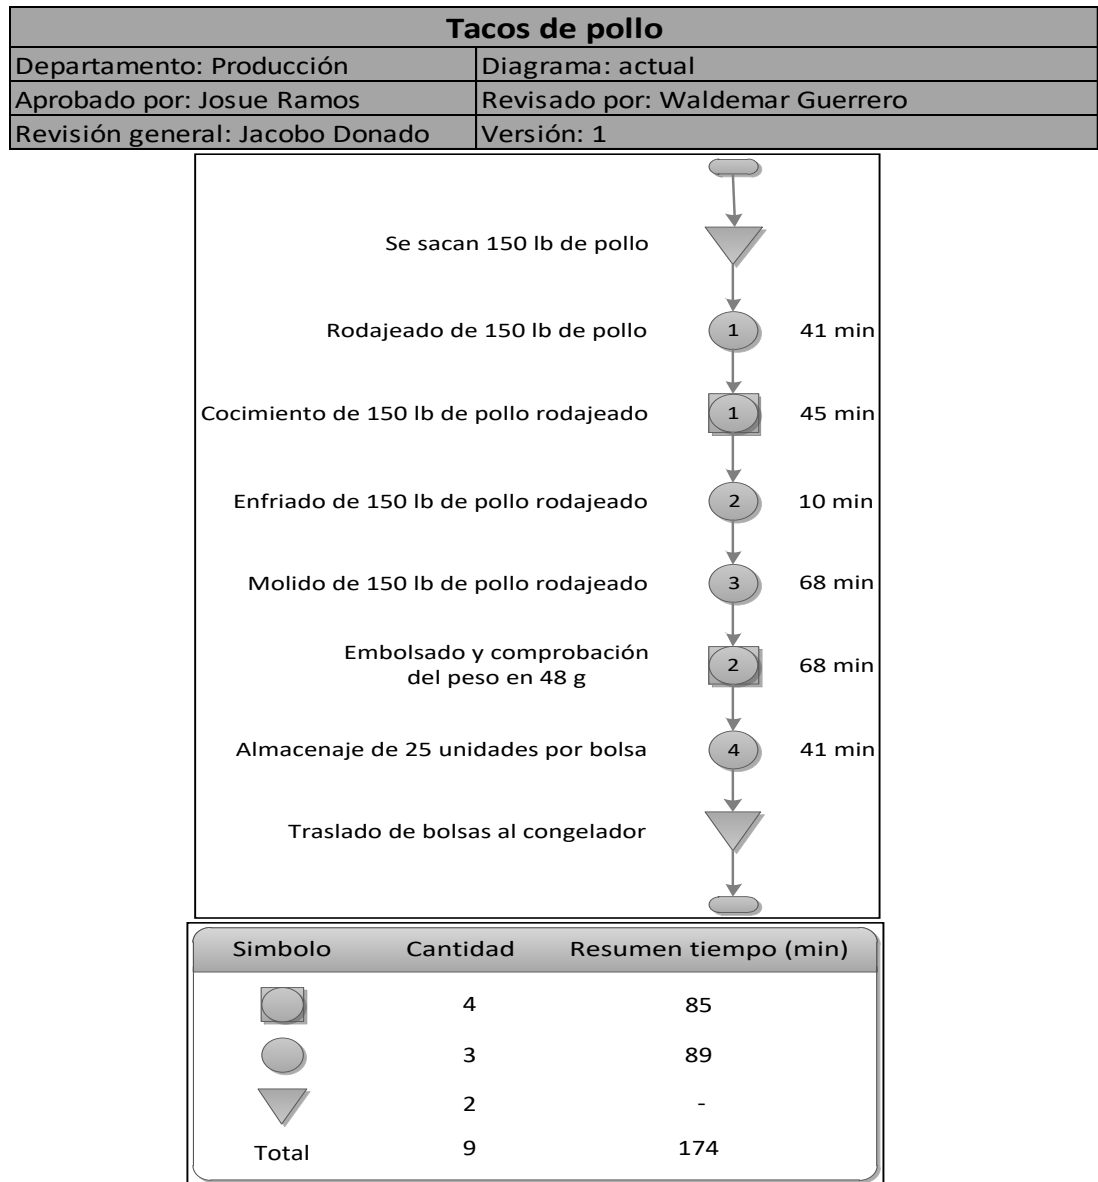 Tacos de pollo
Departamento: Producción Diagrama: actual
Aprobado por: Josue Ramos Revisado por: Waldemar Guerrero
Revisión general: Jacobo Donado Versión: 1
Se sacan 150 lb de pollo
Rodajeado de 150 lb de pollo 1 41 min
Cocimiento de 150 lb de pollo rodajeado 1 45 min
Enfriado de 150 lb de pollo rodajeado 2 10 min
Molido de 150 lb de pollo rodajeado 3 68 min
Embolsado y comprobación
del peso en 48 g 2 68 min
Almacenaje de 25 unidades por bolsa 4 41 min
Traslado de bolsas al congelador
Simbolo Cantidad Resumen tiempo (min)
4 85
3 89
2 -
Total 9 174